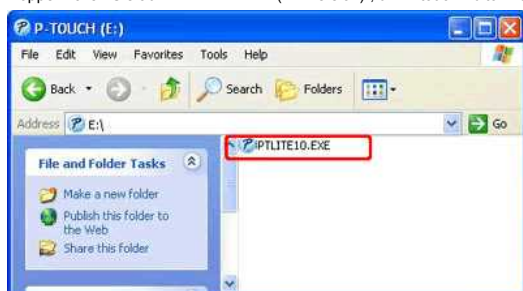 P-TOUCH (E:)
File Edit View Favorites Tools Help
Back Search Folders
Address E:\ Go
File and Folder Tasks
Make a new folder
Publish this folder to
the Web
Share this folder
PTLITE10.EXE